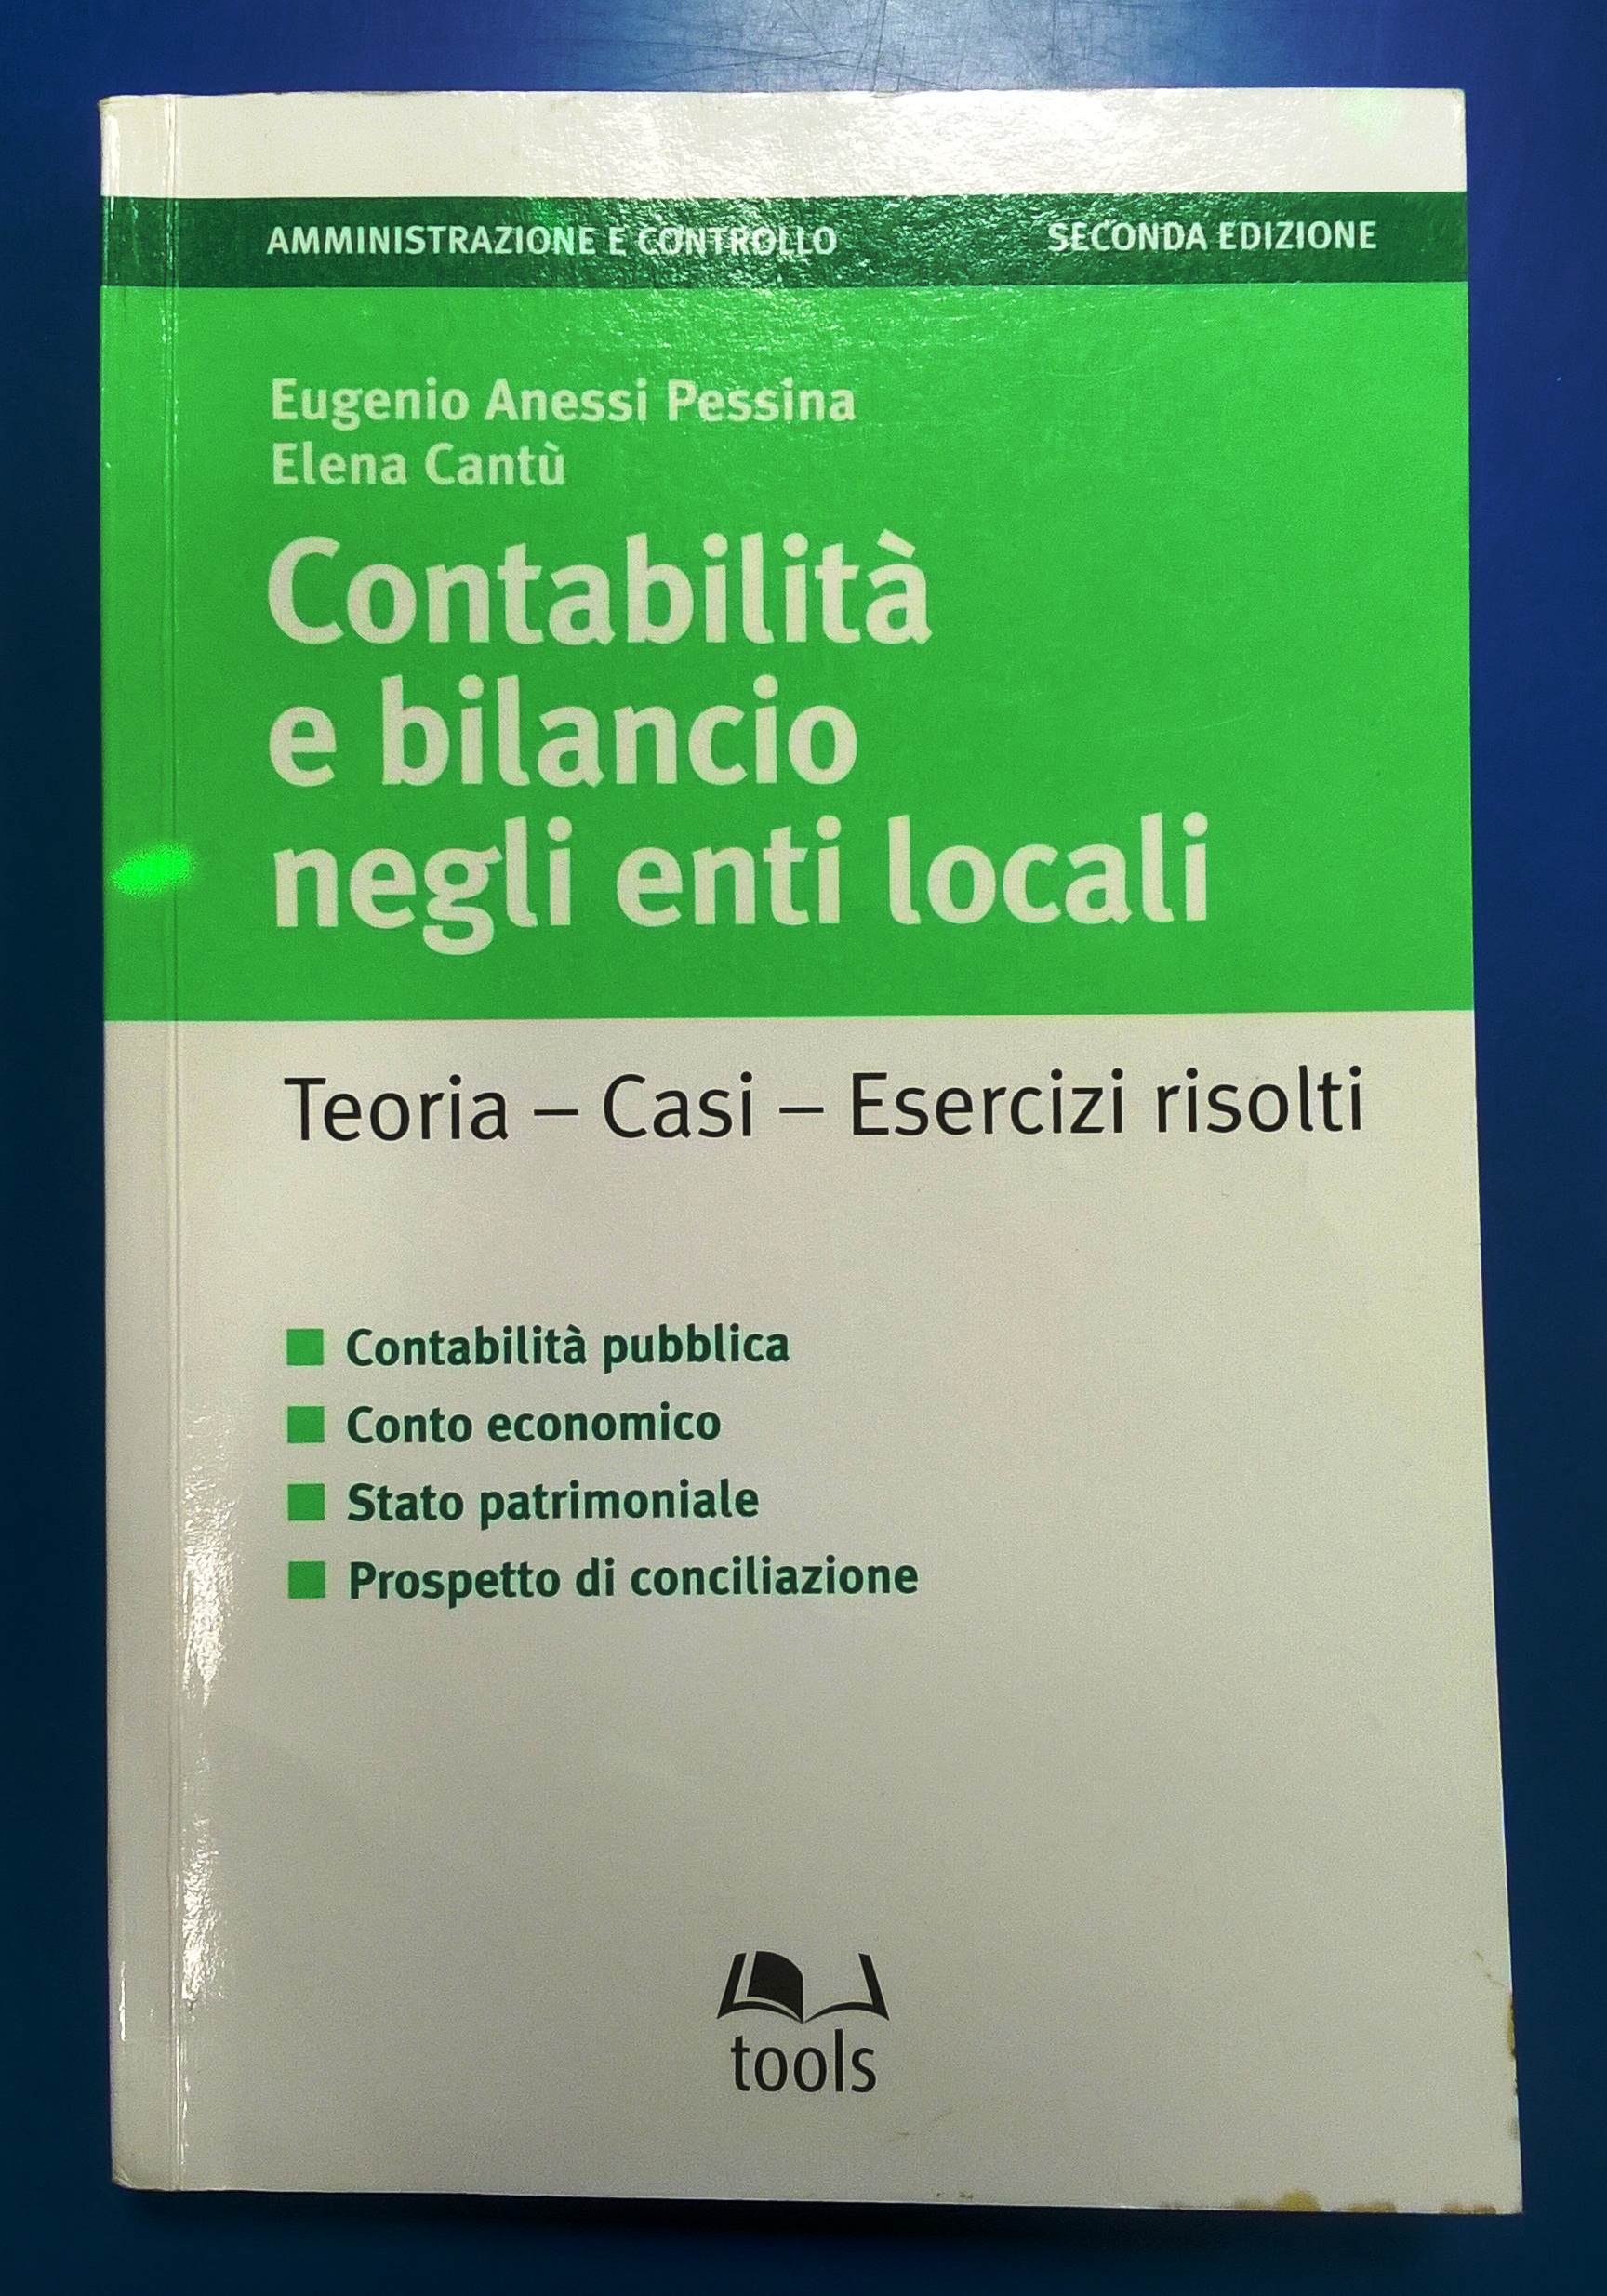 AMMINISTRAZIONE E CONTROLLO SECONDA EDIZIONE
Eugenio Anessi Pessina
Elena Cantù
Contabilità
e bilancio
negli enti locali
Teoria – Casi – Esercizi risolti
Contabilità pubblica
Conto economico
Stato patrimoniale
Prospetto di conciliazione
tools